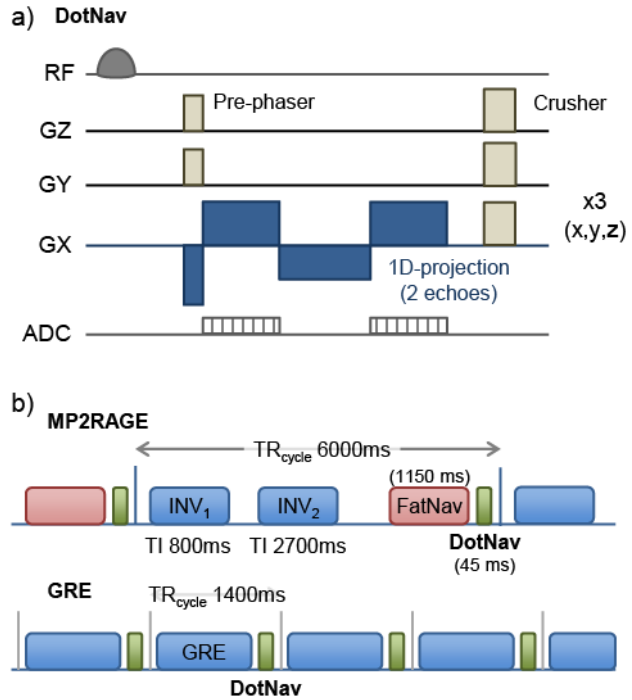 a)
DotNav
RF
Pre-phaser
Crusher
GZ
GY
x3
(x,y,z)
GX
1D-projection
(2 echoes)
ADC
b)
MP2RAGE
TRcycle 6000ms
(1150 ms)
INV1
INV2
FatNav
TI 800ms
TI 2700ms
DotNav
(45 ms)
GRE
TRcycle 1400ms
GRE
DotNav